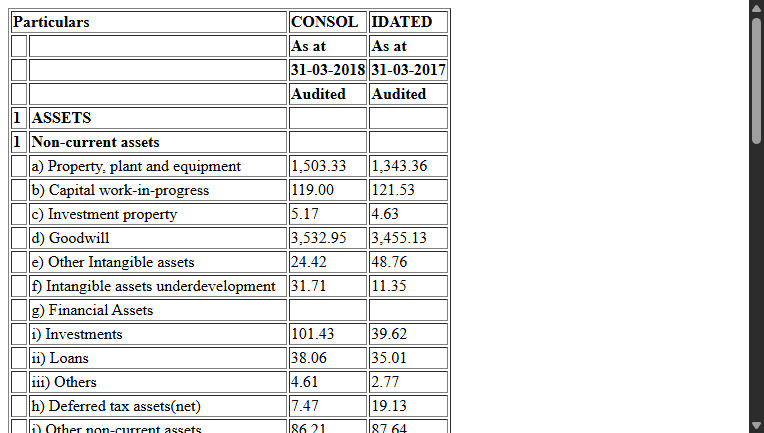 Particulars CONSOL IDATED
As at As at
31-03-2018 31-03-2017
Audited Audited
1 ASSETS
1 Non-current assets
a) Property, plant and equipment 1,503.33 1,343.36
b) Capital work-in-progress 119.00 121.53
c) Investment property 5.17 4.63
d) Goodwill 3,532.95 3,455.13
e) Other Intangible assets 24.42 48.76
f) Intangible assets underdevelopment 31.71 11.35
g) Financial Assets
i) Investments 101.43 39.62
ii) Loans 38.06 35.01
iii) Others 4.61 2.77
h) Deferred tax assets(net) 7.47 19.13
i) Other non-current assets 86.21 87.64